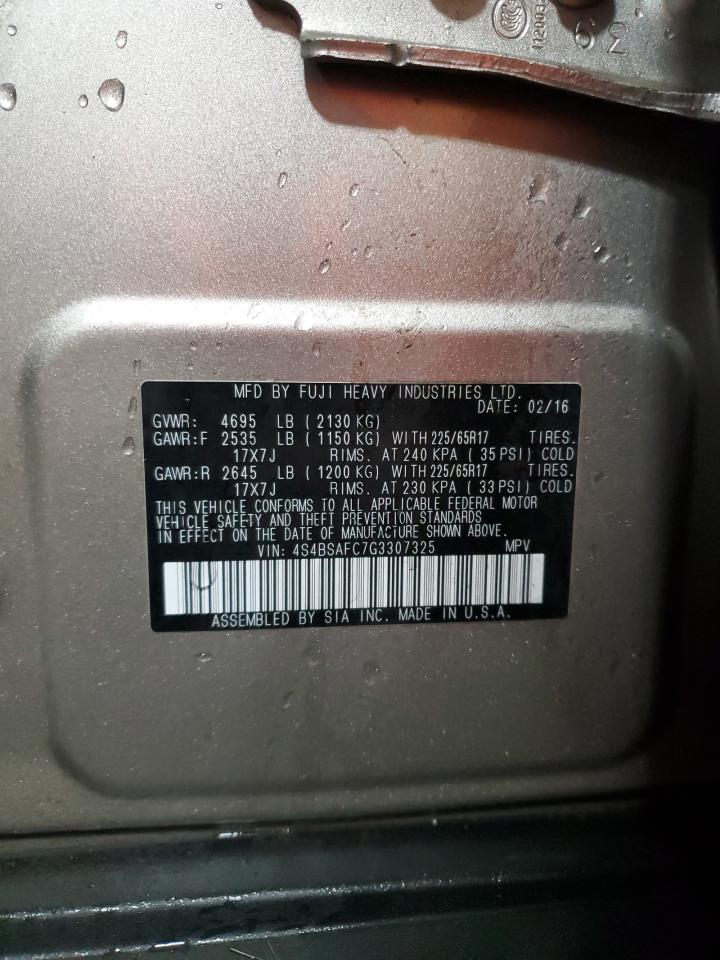 39
MFD BY FUJI HEAVY INDUSTRIES LTD.
DATE: 02/16
GVWR: 4695 LB ( 2130 KG)
GAWR:F 2535 LB ( 1150 KG) WITH 225/65R17 TIRES.
17X7J RIMS. AT 240 KPA ( 35 PSI) COLD
GAWR:R 2645 LB ( 1200 KG) WITH 225/65R17 TIRES.
17X7J RIMS. AT 230 KPA ( 33 PSI) COLD
THIS VEHICLE CONFORMS TO ALL APPLICABLE FEDERAL MOTOR
VEHICLE SAFETY AND THEFT PREVENTION STANDARDS
IN EFFECT ON THE DATE OF MANUFACTURE SHOWN ABOVE.
VIN: 4S4BSAFC7G3307325 MPV
ASSEMBLED BY SIA INC. MADE IN U.S.A.